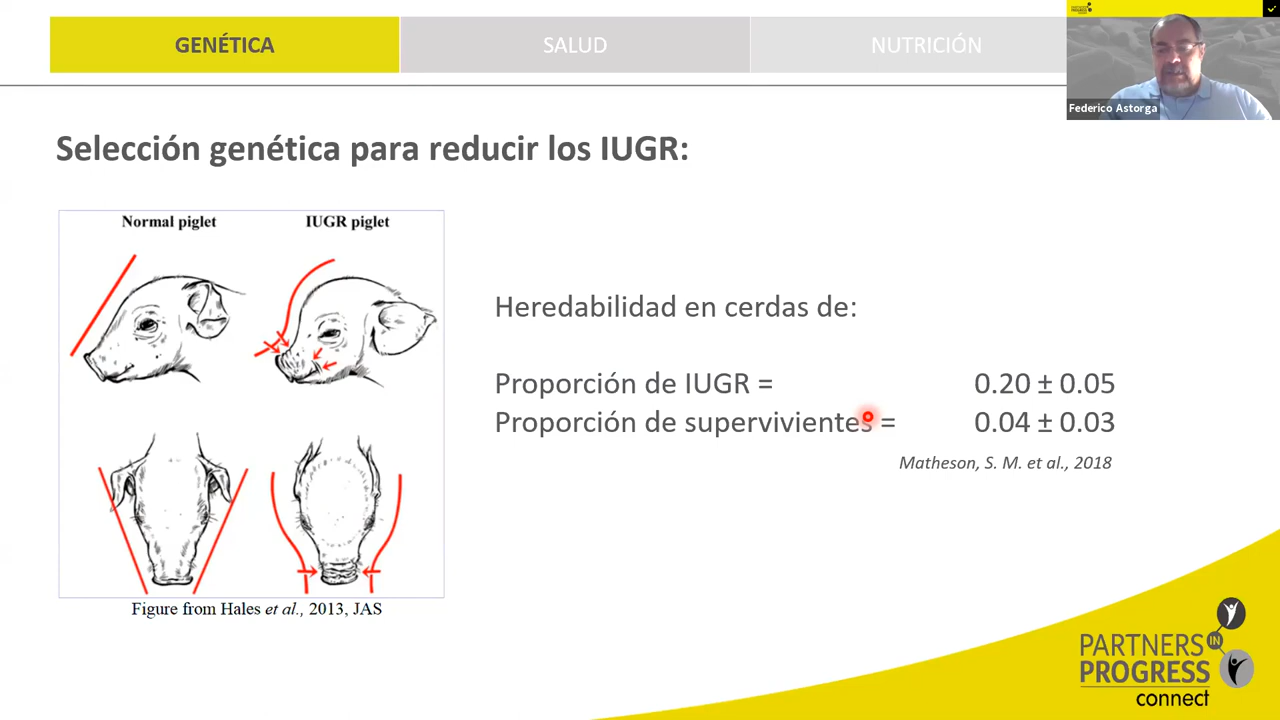 GENÉTICA
SALUD
NUTRICIÓN
Federico Astorga
Selección genética para reducir los IUGR:
Normal piglet
IUGR piglet
Heredabilidad en cerdas de:
Proporción de IUGR = 0.20 ± 0.05
Proporción de supervivientes = 0.04 ± 0.03
Matheson, S. M. et al., 2018
Figure from Hales et al., 2013, JAS
PARTNERS
IN
PROGRESS
connect